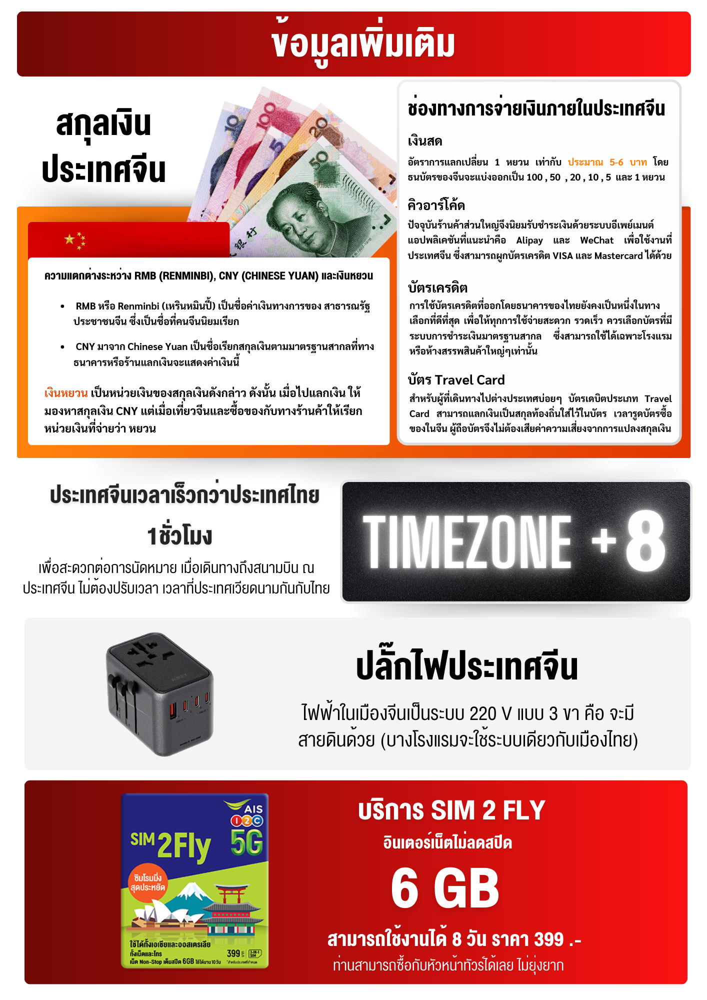 ข้อมูลเพิ่มเติม
สกุลเงิน
ประเทศจีน
10
100
5
20
50
ความแตกต่างระหว่าง RMB (RENMINBI), CNY (CHINESE YUAN) และเงินหยวน
• RMB หรือ Renminbi (เหรินหมินปี้) เป็นชื่อค่าเงินทางการของ สาธารณรัฐ
ประชาชนจีน ซึ่งเป็นชื่อที่คนจีนนิยมเรียก
• CNY มาจาก Chinese Yuan เป็นชื่อเรียกสกุลเงินตามมาตรฐานสากลที่ทาง
ธนาคารหรือร้านแลกเงินจะแสดงค่าเงินนี้
เงินหยวน เป็นหน่วยเงินของสกุลเงินดังกล่าว ดังนั้น เมื่อไปแลกเงิน ให้
มองหาสกุลเงิน CNY แต่เมื่อเที่ยวจีนและซื้อของกับทางร้านค้าให้เรียก
หน่วยเงินที่จ่ายว่า หยวน
ช่องทางการจ่ายเงินภายในประเทศจีน
เงินสด
อัตราการแลกเปลี่ยน 1 หยวน เท่ากับ ประมาณ 5-6 บาท โดย
ธนบัตรของจีนจะแบ่งออกเป็น 100 , 50 , 20 , 10 , 5 และ 1 หยวน
คิวอาร์โค้ด
ปัจจุบันร้านค้าส่วนใหญ่จึงนิยมรับชำระเงินด้วยระบบอีเพย์เมนต์
แอปพลิเคชันที่แนะนำคือ Alipay และ WeChat เพื่อใช้งานที่
ประเทศจีน ซึ่งสามารถผูกบัตรเครดิต VISA และ Mastercard ได้ด้วย
บัตรเครดิต
การใช้บัตรเครดิตที่ออกโดยธนาคารของไทยยังคงเป็นหนึ่งในทาง
เลือกที่ดีที่สุด เพื่อให้ทุกการใช้จ่ายสะดวก รวดเร็ว ควรเลือกบัตรที่มี
ระบบการชำระเงินมาตรฐานสากล ซึ่งสามารถใช้ได้เฉพาะโรงแรม
หรือห้างสรรพสินค้าใหญ่ๆเท่านั้น
บัตร Travel Card
สำหรับผู้ที่เดินทางไปต่างประเทศบ่อยๆ บัตรเดบิตประเภท Travel
Card สามารถแลกเงินเป็นสกุลท้องถิ่นใส่ไว้ในบัตร เวลารูดบัตรซื้อ
ของในจีน ผู้ถือบัตรจึงไม่ต้องเสียค่าความเสี่ยงจากการแปลงสกุลเงิน
ประเทศจีนเวลาเร็วกว่าประเทศไทย
1ชั่วโมง
เพื่อสะดวกต่อการนัดหมาย เมื่อเดินทางถึงสนามบิน ณ
ประเทศจีน ไม่ต้องปรับเวลา เวลาที่ประเทศเวียดนามกันกับไทย
TIMEZONE +8
AUKEY
ปลั๊กไฟประเทศจีน
ไฟฟ้าในเมืองจีนเป็นระบบ 220 V แบบ 3 ขา คือ จะมี
สายดินด้วย (บางโรงแรมจะใช้ระบบเดียวกับเมืองไทย)
AIS
12C
5G
SIM 2Fly
ซิมโรมมิ่ง
สุดประหยัด
ใช้ได้ทั้งเอเชียและออสเตรเลีย
ทั้งเน็ตและโทร
เน็ต Non-Stop เต็มสปีด 6GB ใช้ได้นาน 10 วัน
399 ฿
3-IN-1
SIM
*สำหรับประเทศที่กำหนด
บริการ SIM 2 FLY
อินเตอร์เน็ตไม่ลดสปีด
6 GB
สามารถใช้งานได้ 8 วัน ราคา 399 .-
ท่านสามารถซื้อกับหัวหน้าทัวร์ได้เลย ไม่ยุ่งยาก